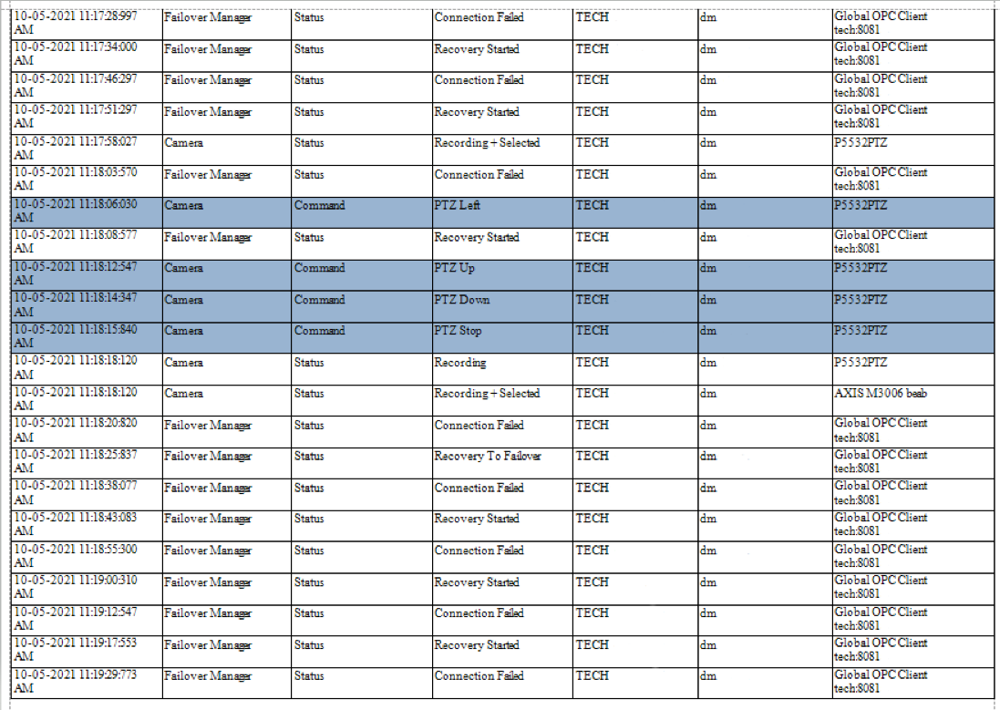 10-05-2021 11:17:28:997 AM Failover Manager Status Connection Failed TECH dm Global OPC Client tech:8081
10-05-2021 11:17:34:000 AM Failover Manager Status Recovery Started TECH dm Global OPC Client tech:8081
10-05-2021 11:17:46:297 AM Failover Manager Status Connection Failed TECH dm Global OPC Client tech:8081
10-05-2021 11:17:51:297 AM Failover Manager Status Recovery Started TECH dm Global OPC Client tech:8081
10-05-2021 11:17:58:027 AM Camera Status Recording + Selected TECH dm P5532PTZ
10-05-2021 11:18:03:570 AM Failover Manager Status Connection Failed TECH dm Global OPC Client tech:8081
10-05-2021 11:18:06:030 AM Camera Command PTZ Left TECH dm P5532PTZ
10-05-2021 11:18:08:577 AM Failover Manager Status Recovery Started TECH dm Global OPC Client tech:8081
10-05-2021 11:18:12:547 AM Camera Command PTZ Up TECH dm P5532PTZ
10-05-2021 11:18:14:347 AM Camera Command PTZ Down TECH dm P5532PTZ
10-05-2021 11:18:15:840 AM Camera Command PTZ Stop TECH dm P5532PTZ
10-05-2021 11:18:18:120 AM Camera Status Recording TECH dm P5532PTZ
10-05-2021 11:18:18:120 AM Camera Status Recording + Selected TECH dm AXIS M3006 beab
10-05-2021 11:18:20:820 AM Failover Manager Status Connection Failed TECH dm Global OPC Client tech:8081
10-05-2021 11:18:25:837 AM Failover Manager Status Recovery To Failover TECH dm Global OPC Client tech:8081
10-05-2021 11:18:38:077 AM Failover Manager Status Connection Failed TECH dm Global OPC Client tech:8081
10-05-2021 11:18:43:083 AM Failover Manager Status Recovery Started TECH dm Global OPC Client tech:8081
10-05-2021 11:18:55:300 AM Failover Manager Status Connection Failed TECH dm Global OPC Client tech:8081
10-05-2021 11:19:00:310 AM Failover Manager Status Recovery Started TECH dm Global OPC Client tech:8081
10-05-2021 11:19:12:547 AM Failover Manager Status Connection Failed TECH dm Global OPC Client tech:8081
10-05-2021 11:19:17:553 AM Failover Manager Status Recovery Started TECH dm Global OPC Client tech:8081
10-05-2021 11:19:29:773 AM Failover Manager Status Connection Failed TECH dm Global OPC Client tech:8081